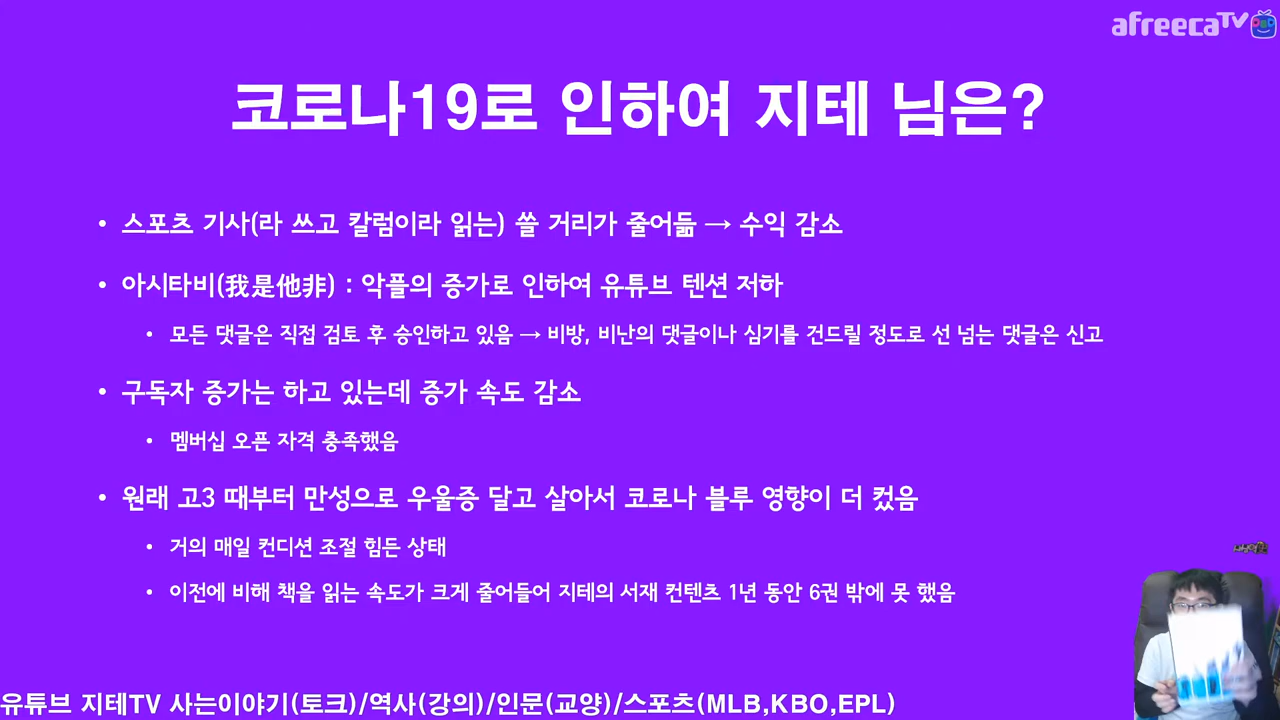 afreecaTV
코로나19로 인하여 지테 님은?
• 스포츠 기사(라 쓰고 칼럼이라 읽는) 쓸 거리가 줄어듦 → 수익 감소
• 아시타비(我是他非) : 악플의 증가로 인하여 유튜브 텐션 저하
• 모든 댓글은 직접 검토 후 승인하고 있음 → 비방, 비난의 댓글이나 심기를 건드릴 정도로 선 넘는 댓글은 신고
• 구독자 증가는 하고 있는데 증가 속도 감소
• 멤버십 오픈 자격 충족했음
• 원래 고3 때부터 만성으로 우울증 달고 살아서 코로나 블루 영향이 더 컸음
• 거의 매일 컨디션 조절 힘든 상태
• 이전에 비해 책을 읽는 속도가 크게 줄어들어 지테의 서재 컨텐츠 1년 동안 6권 밖에 못 했음
유튜브 지테TV 사는이야기(토크)/역사(강의)/인문(교양)/스포츠(MLB,KBO,EPL)